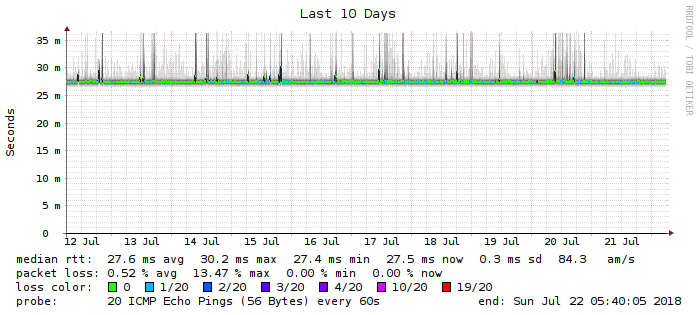 Last 10 Days
RRDTOOL / TOBI OETIKER
Seconds
35 m
30 m
25 m
20 m
15 m
10 m
5 m
0
12 Jul 13 Jul 14 Jul 15 Jul 16 Jul 17 Jul 18 Jul 19 Jul 20 Jul 21 Jul
median rtt: 27.6 ms avg 30.2 ms max 27.4 ms min 27.5 ms now 0.3 ms sd 84.3 am/s
packet loss: 0.52 % avg 13.47 % max 0.00 % min 0.00 % now
loss color: 0 1/20 2/20 3/20 4/20 10/20 19/20
probe: 20 ICMP Echo Pings (56 Bytes) every 60s end: Sun Jul 22 05:40:05 2018